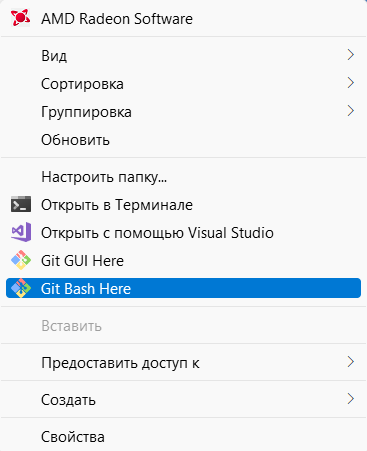 AMD Radeon Software
Вид
Сортировка
Группировка
Обновить
Настроить папку...
Открыть в Терминале
Открыть с помощью Visual Studio
Git GUI Here
Git Bash Here
Вставить
Предоставить доступ к
Создать
Свойства